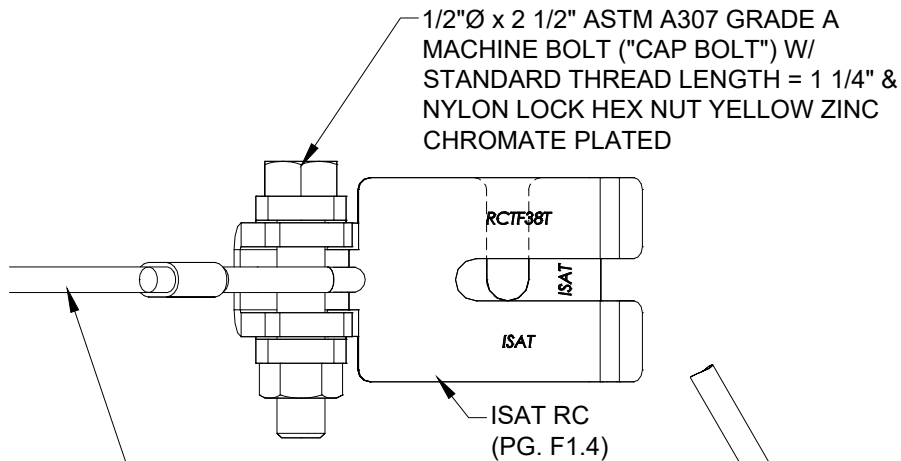 1/2"Ø x 2 1/2" ASTM A307 GRADE A
MACHINE BOLT ("CAP BOLT") W/
STANDARD THREAD LENGTH = 1 1/4" &
NYLON LOCK HEX NUT YELLOW ZINC
CHROMATE PLATED
RCTF38T
ISAT
ISAT
ISAT RC
(PG. F1.4)